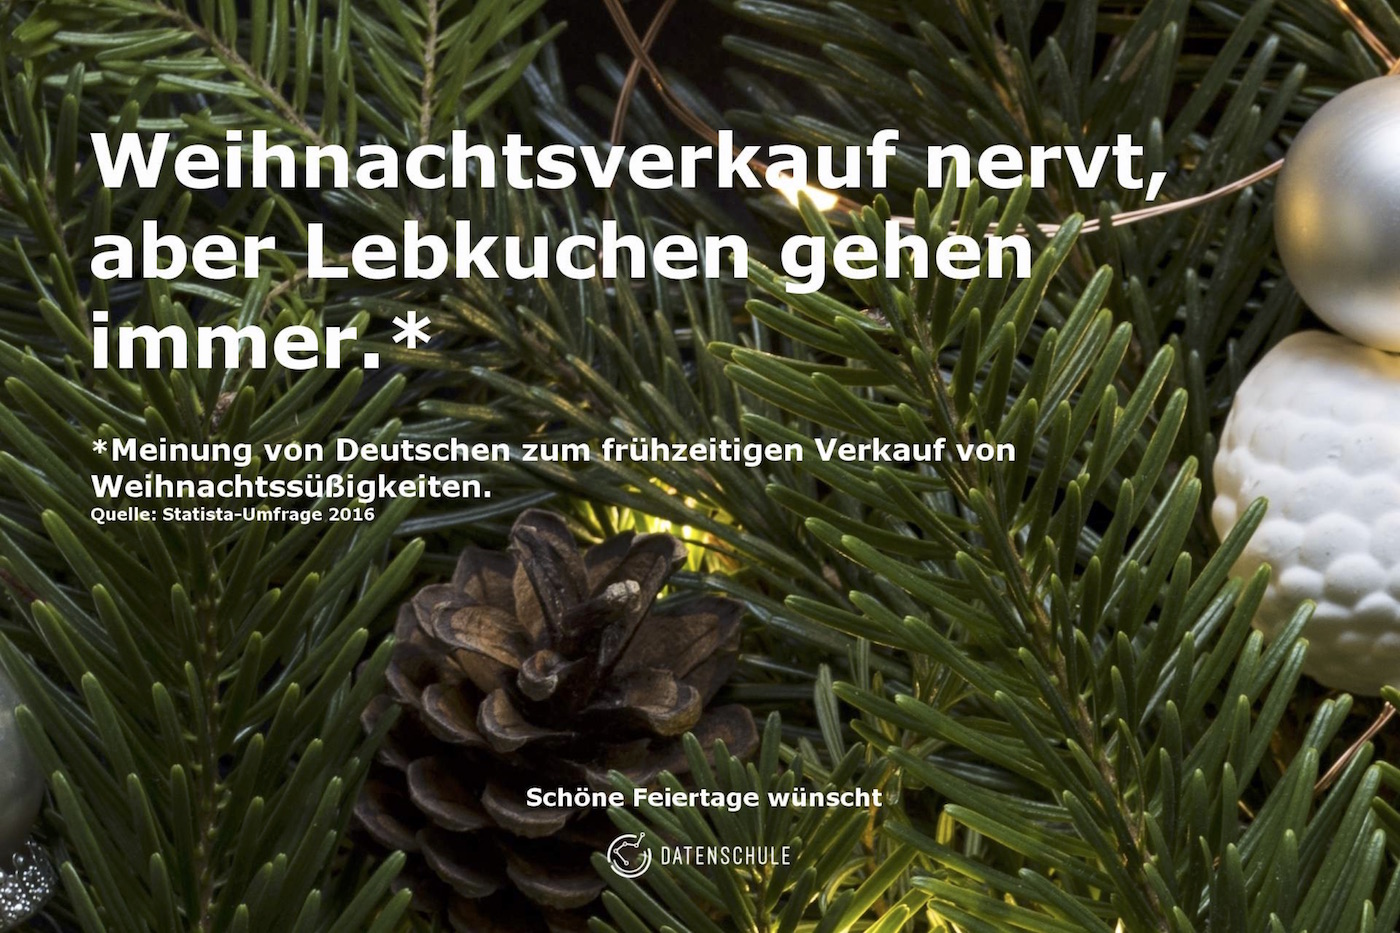 Weihnachtsverkauf nervt,
aber Lebkuchen gehen
immer.*
*Meinung von Deutschen zum frühzeitigen Verkauf von
Weihnachtssüßigkeiten.
Quelle: Statista-Umfrage 2016
Schöne Feiertage wünscht
DATENSCHULE